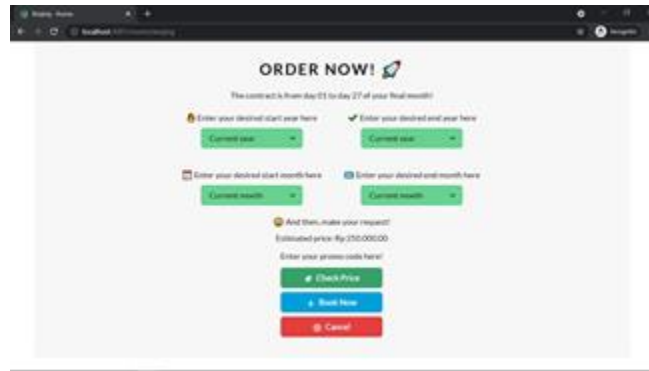 localhost
Incognito
ORDER NOW! 🚀
The contract is from day 01 to day 27 of your final month!
🔥 Enter your desired start year here
✔ Enter your desired end year here
Current year
Current year
Enter your desired start month here
Enter your desired end month here
Current month
Current month
😄 And then, make your request!
Estimated price: Rp 250.000,00
Enter your promo code here!
Check Price
Book Now
Cancel